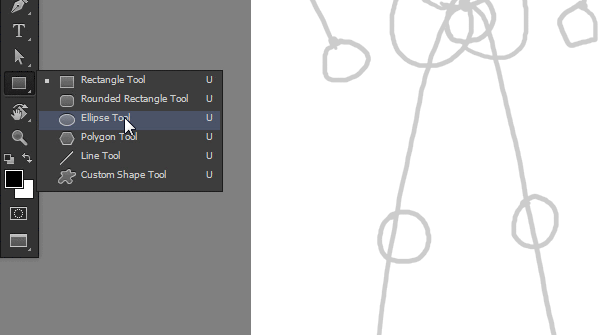 T
Rectangle Tool U
Rounded Rectangle Tool U
Ellipse Tool U
Polygon Tool U
Line Tool U
Custom Shape Tool U